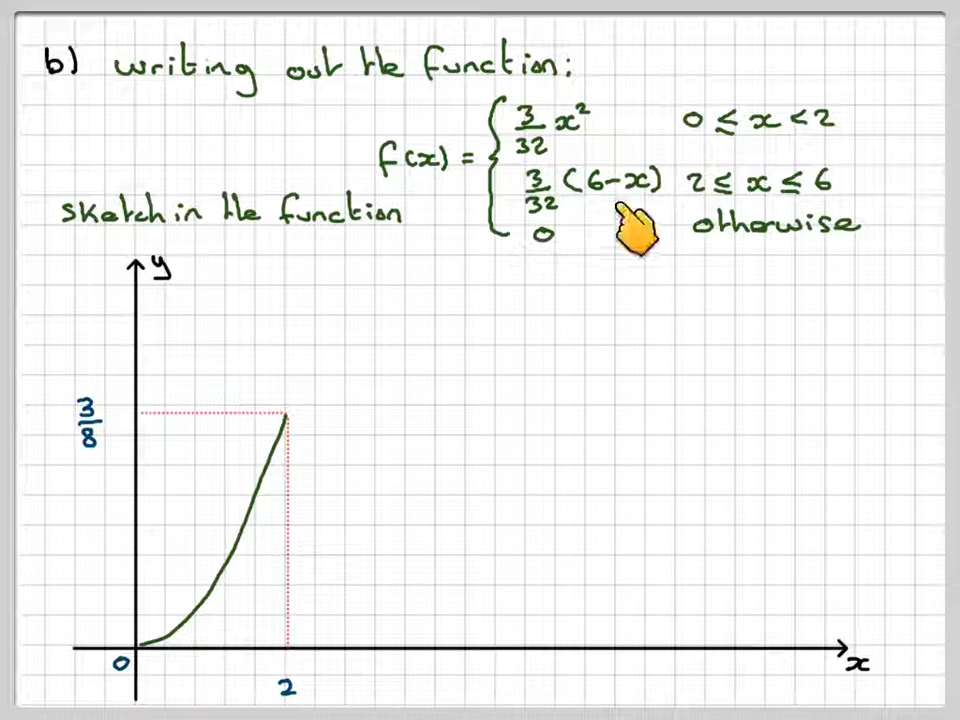 b) writing out the function;
f(x) = { 3/32 x² 0 ≤ x < 2
3/32 (6-x) 2 ≤ x ≤ 6
0 otherwise
sketch in the function
y
3/8
0
2
x